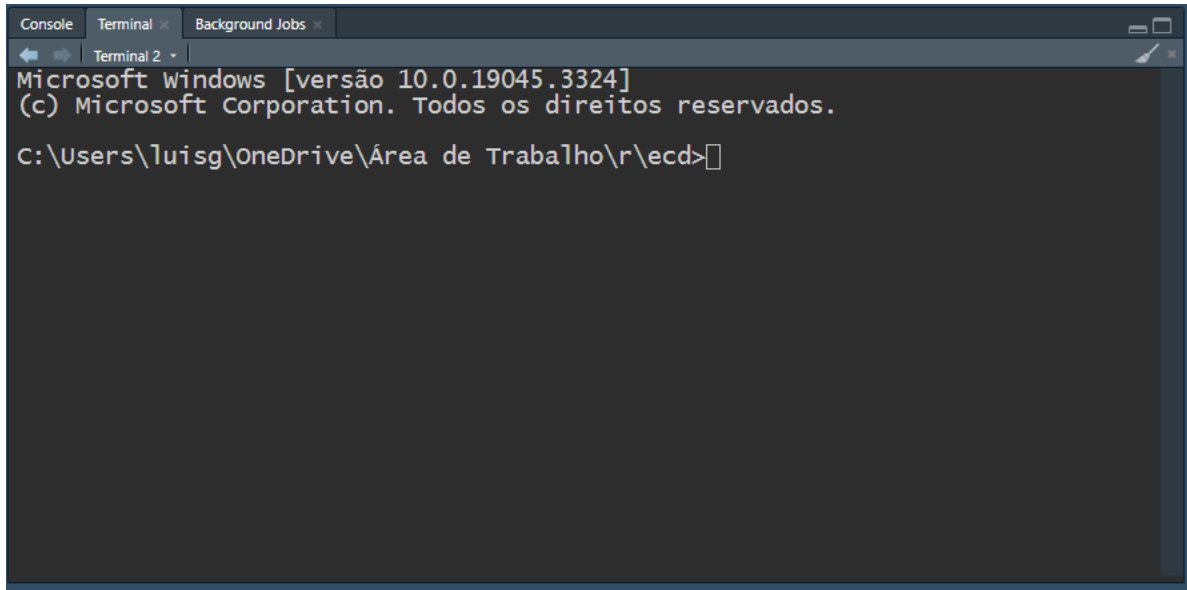 Console Terminal Background Jobs
Terminal 2
Microsoft Windows [versão 10.0.19045.3324]
(c) Microsoft Corporation. Todos os direitos reservados.
C:\Users\luisg\OneDrive\Área de Trabalho\r\ecd>